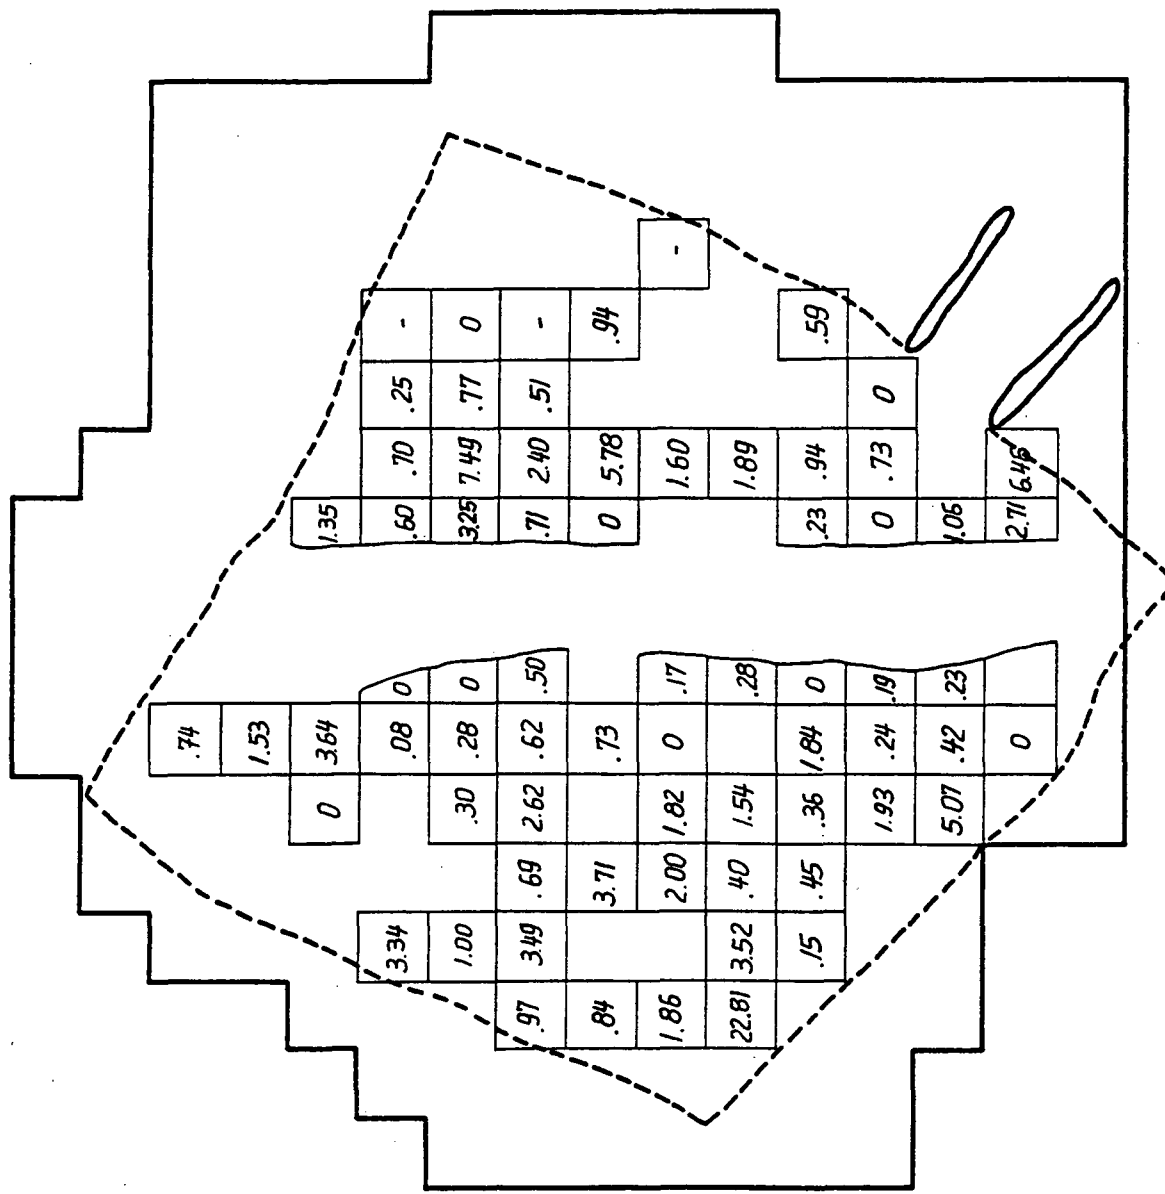 .74
1.53
0 3.64 1.35
3.34 .08 0 .60 .70 .25 -
1.00 .30 .28 0 3.25 7.49 .77 0
.97 3.49 .69 2.62 .62 .50 .71 2.40 .51 -
.84 3.71 .73 0 5.78 .94
1.86 2.00 1.82 0 .17 1.60 -
22.81 3.52 .40 1.54 .28 1.89
.15 .45 .36 1.84 0 .23 .94 .59
1.93 .24 .19 0 .73 0
5.07 .42 .23 1.06
0 2.71 6.46